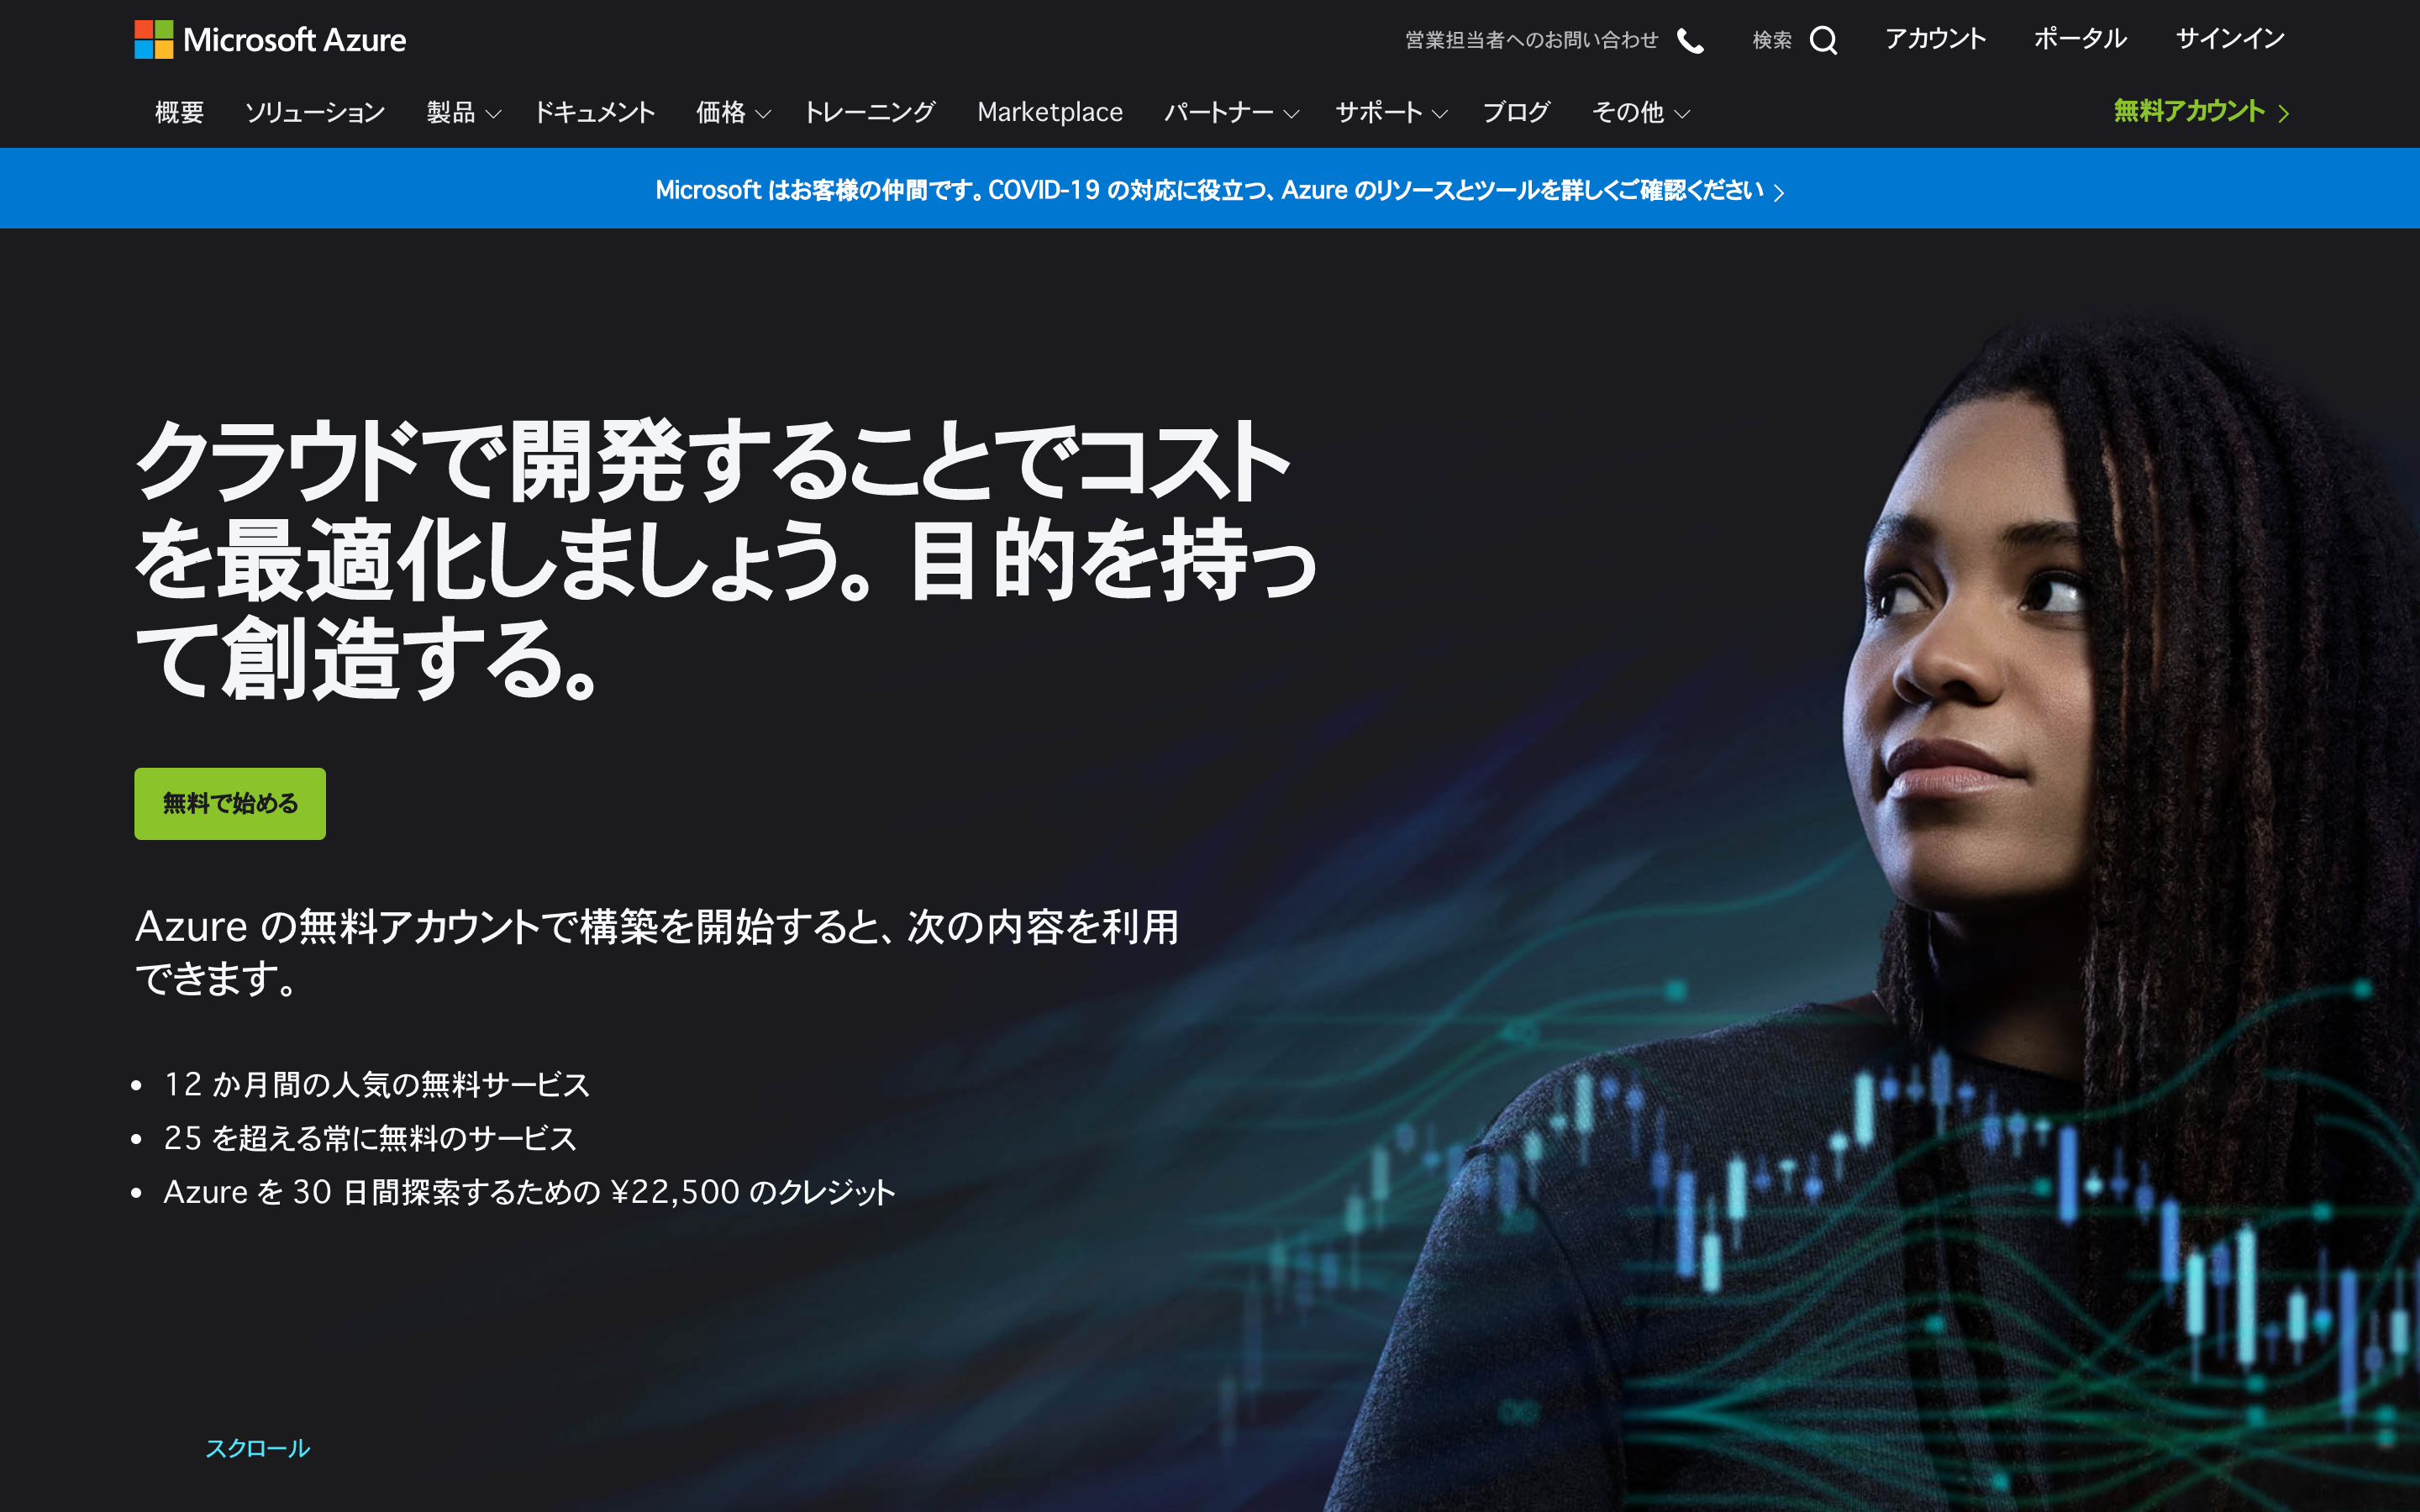 Microsoft Azure
営業担当者へのお問い合わせ 検索 アカウント ポータル サインイン
概要 ソリューション 製品 ドキュメント 価格 トレーニング Marketplace パートナー サポート ブログ その他 無料アカウント
Microsoft はお客様の仲間です。COVID-19 の対応に役立つ、Azure のリソースとツールを詳しくご確認ください
クラウドで開発することでコスト
を最適化しましょう。目的を持っ
て創造する。
無料で始める
Azure の無料アカウントで構築を開始すると、次の内容を利用
できます。
• 12 か月間の人気の無料サービス
• 25 を超える常に無料のサービス
• Azure を 30 日間探索するための ¥22,500 のクレジット
スクロール